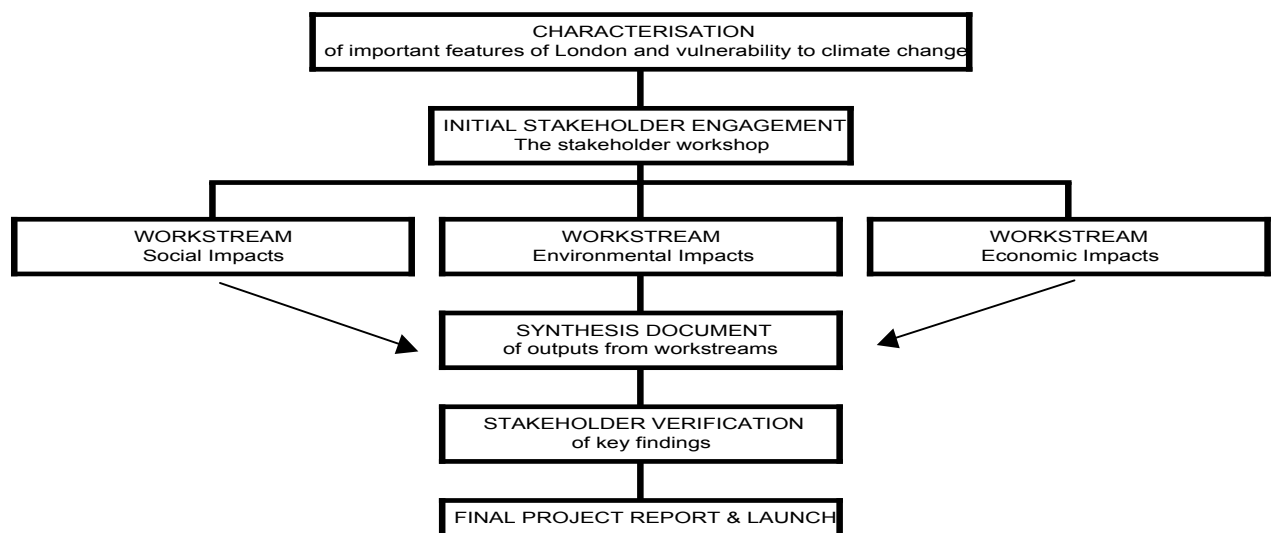 CHARACTERISATION
of important features of London and vulnerability to climate change
INITIAL STAKEHOLDER ENGAGEMENT
The stakeholder workshop
WORKSTREAM
Social Impacts
WORKSTREAM
Environmental Impacts
WORKSTREAM
Economic Impacts
SYNTHESIS DOCUMENT
of outputs from workstreams
STAKEHOLDER VERIFICATION
of key findings
FINAL PROJECT REPORT & LAUNCH